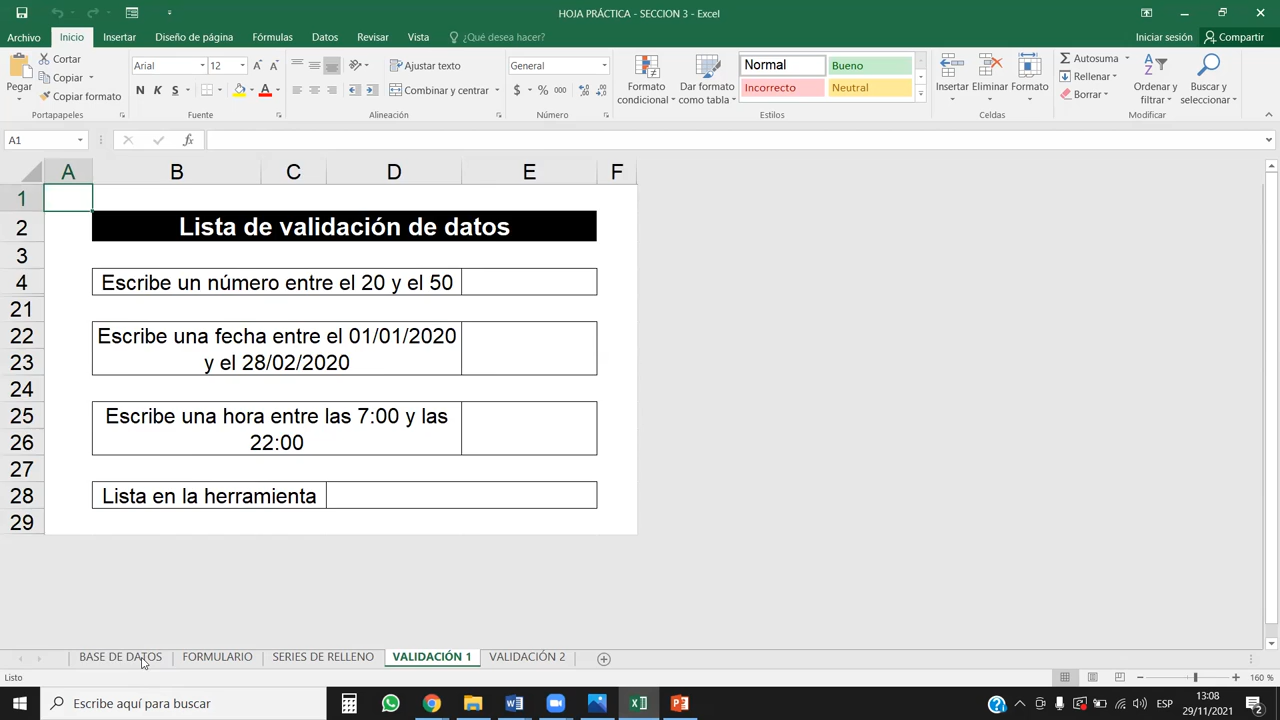 HOJA PRÁCTICA - SECCION 3 - Excel
Archivo Inicio Insertar Diseño de página Fórmulas Datos Revisar Vista ¿Qué desea hacer? Iniciar sesión Compartir
Pegar
Cortar
Copiar
Copiar formato
Portapapeles
Arial 12
N K S
Fuente
Ajustar texto
Combinar y centrar
Alineación
General
$ % 000
Número
Formato condicional
Dar formato como tabla
Normal Bueno
Incorrecto Neutral
Estilos
Insertar Eliminar Formato
Celdas
Autosuma
Rellenar
Borrar
Ordenar y filtrar
Buscar y seleccionar
Modificar
A1 fx
A B C D E F
1
2 Lista de validación de datos
3
4 Escribe un número entre el 20 y el 50
21
22 Escribe una fecha entre el 01/01/2020
23 y el 28/02/2020
24
25 Escribe una hora entre las 7:00 y las
26 22:00
27
28 Lista en la herramienta
29
BASE DE DATOS FORMULARIO SERIES DE RELLENO VALIDACIÓN 1 VALIDACIÓN 2
Listo 160 %
Escribe aquí para buscar
ESP
13:08
29/11/2021
2